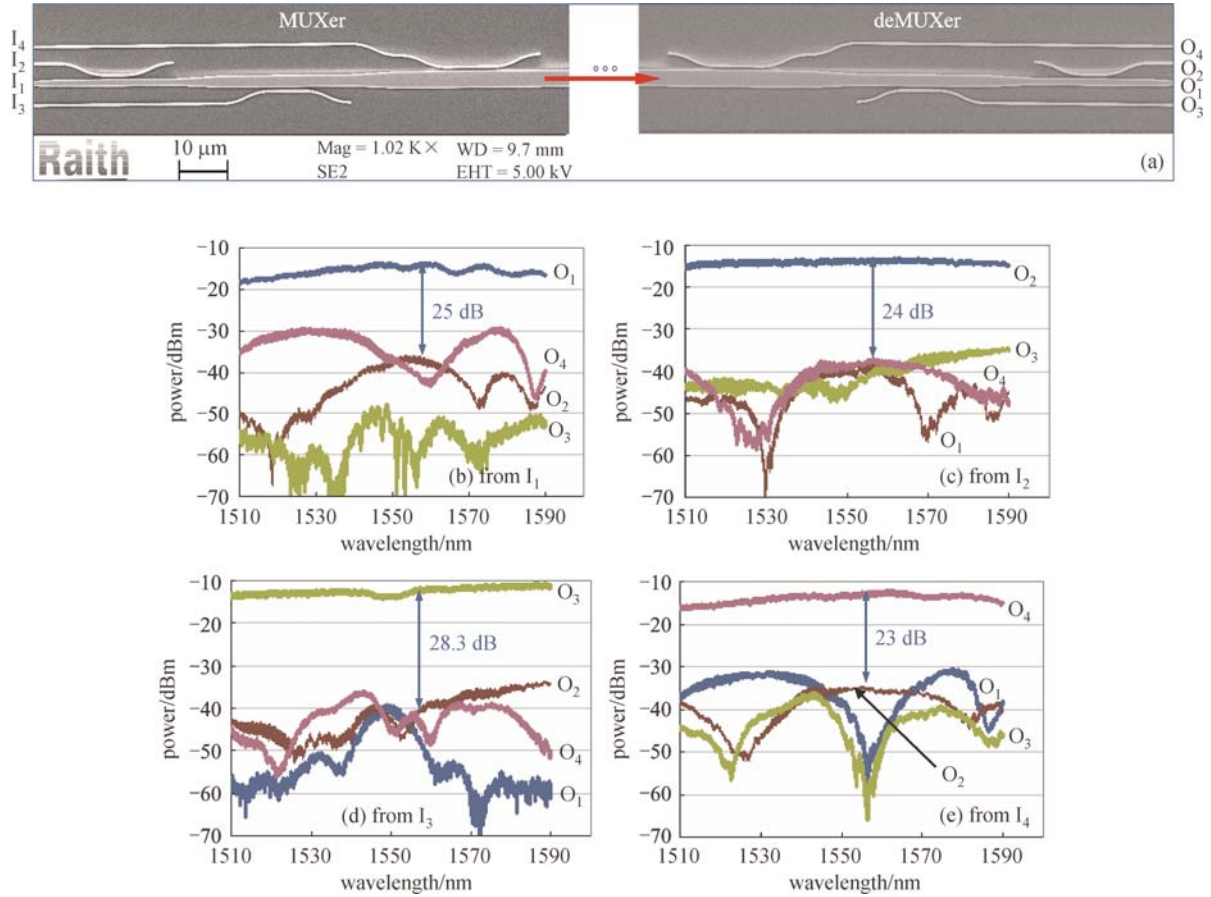 MUXer
deMUXer
I₄
I₂
I₁
I₃
O₄
O₂
O₁
O₃
Raith
10 μm
Mag = 1.02 K× WD = 9.7 mm
SE2 EHT = 5.00 kV
(a)
power/dBm
−10
−20
−30
−40
−50
−60
−70
O₁
25 dB
O₄
O₂
O₃
(b) from I₁
1510 1530 1550 1570 1590
wavelength/nm
power/dBm
−10
−20
−30
−40
−50
−60
−70
O₂
24 dB
O₃
O₄
O₁
(c) from I₂
1510 1530 1550 1570 1590
wavelength/nm
power/dBm
−10
−20
−30
−40
−50
−60
−70
O₃
28.3 dB
O₂
O₄
O₁
(d) from I₃
1510 1530 1550 1570 1590
wavelength/nm
power/dBm
−10
−20
−30
−40
−50
−60
−70
O₄
23 dB
O₁
O₃
O₂
(e) from I₄
1510 1530 1550 1570 1590
wavelength/nm